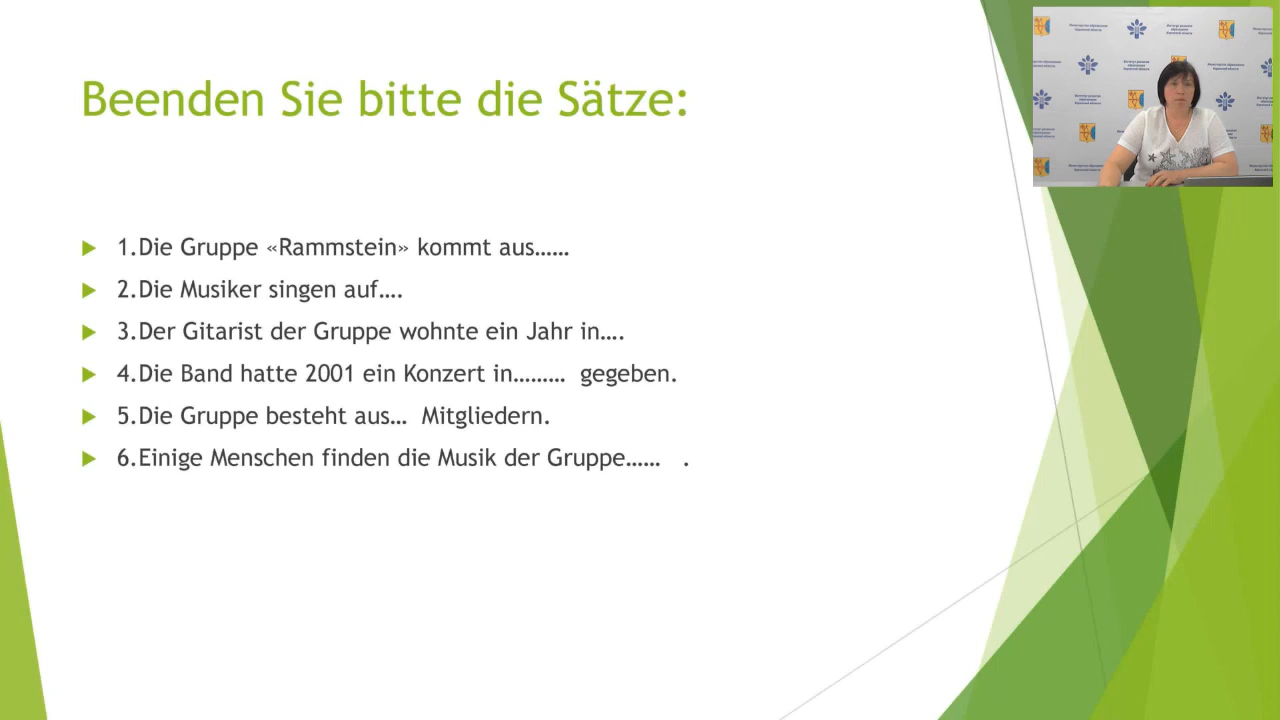 Beenden Sie bitte die Sätze:
1.Die Gruppe «Rammstein» kommt aus……
2.Die Musiker singen auf….
3.Der Gitarist der Gruppe wohnte ein Jahr in….
4.Die Band hatte 2001 ein Konzert in……… gegeben.
5.Die Gruppe besteht aus… Mitgliedern.
6.Einige Menschen finden die Musik der Gruppe…… .